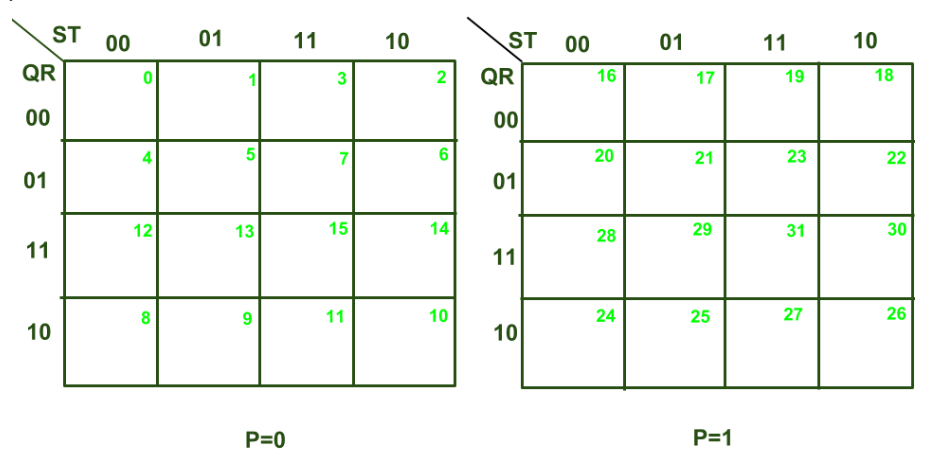 ST 00 01 11 10
QR
00 0 1 3 2
01 4 5 7 6
11 12 13 15 14
10 8 9 11 10
P=0
ST 00 01 11 10
QR
00 16 17 19 18
01 20 21 23 22
11 28 29 31 30
10 24 25 27 26
P=1